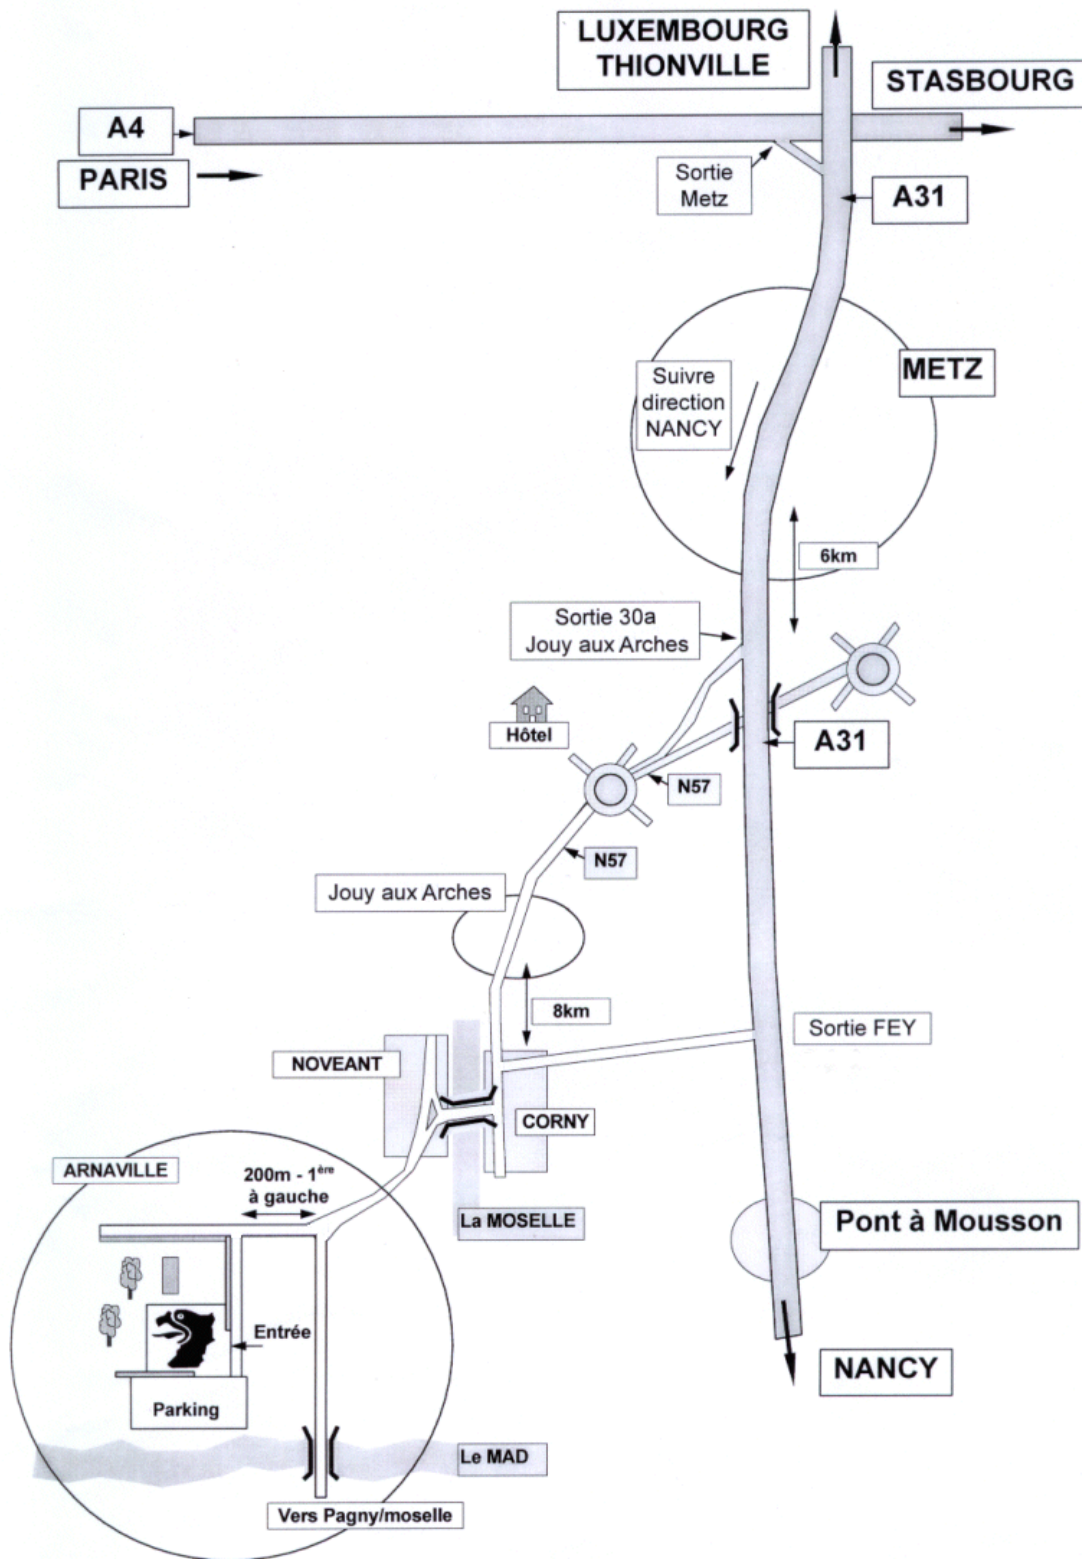 LUXEMBOURG
THIONVILLE
STASBOURG
A4
PARIS
Sortie
Metz
A31
METZ
Suivre
direction
NANCY
6km
Sortie 30a
Jouy aux Arches
Hôtel
A31
N57
N57
Jouy aux Arches
8km
Sortie FEY
NOVEANT
CORNY
ARNAVILLE
200m - 1ère
à gauche
La MOSELLE
Pont à Mousson
Entrée
NANCY
Parking
Le MAD
Vers Pagny/moselle